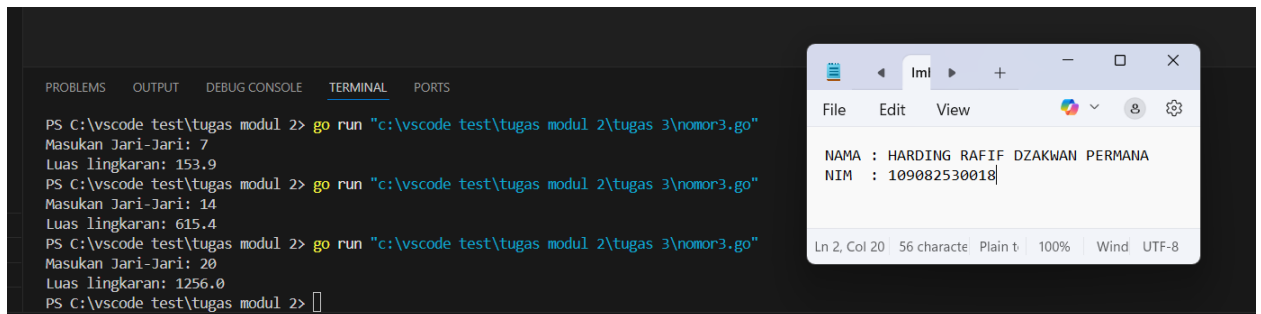 PROBLEMS OUTPUT DEBUG CONSOLE TERMINAL PORTS
PS C:\vscode test\tugas modul 2> go run "c:\vscode test\tugas modul 2\tugas 3\nomor3.go"
Masukan Jari-Jari: 7
Luas lingkaran: 153.9
PS C:\vscode test\tugas modul 2> go run "c:\vscode test\tugas modul 2\tugas 3\nomor3.go"
Masukan Jari-Jari: 14
Luas lingkaran: 615.4
PS C:\vscode test\tugas modul 2> go run "c:\vscode test\tugas modul 2\tugas 3\nomor3.go"
Masukan Jari-Jari: 20
Luas lingkaran: 1256.0
PS C:\vscode test\tugas modul 2>
File Edit View
NAMA : HARDING RAFIF DZAKWAN PERMANA
NIM : 109082530018
Ln 2, Col 20 56 characte Plain t 100% Wind UTF-8